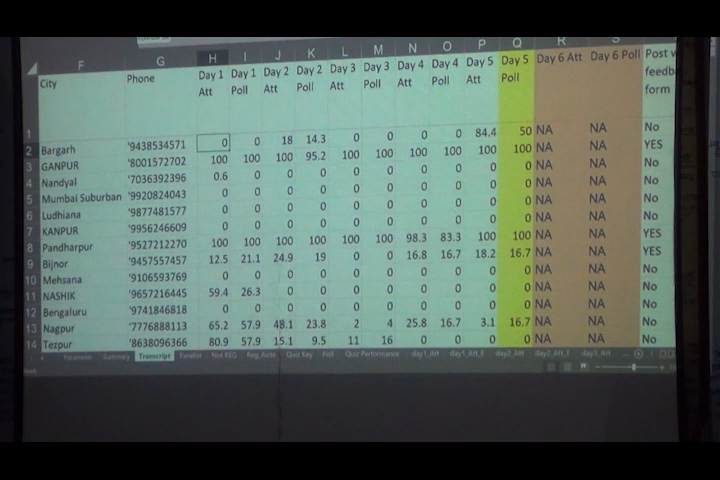 F G H I J K L M N O P Q R S
City Phone Day 1 Att Day 1 Poll Day 2 Att Day 2 Poll Day 3 Att Day 3 Poll Day 4 Att Day 4 Poll Day 5 Att Day 5 Poll Day 6 Att Day 6 Poll Post form
1
2 Bargarh '9438534571 0 0 18 14.3 0 0 0 0 84.4 50 NA NA No
3 GANPUR '8001572702 100 100 100 95.2 100 100 100 100 100 100 NA NA YES
4 Nandyal '7036392396 0.6 0 0 0 0 0 0 0 0 0 NA NA No
5 Mumbai Suburban '9920824043 0 0 0 0 0 0 0 0 0 0 NA NA No
6 Ludhiana '9877481577 0 0 0 0 0 0 0 0 0 0 NA NA No
7 KANPUR '9956246609 0 0 0 0 0 0 0 0 0 0 NA NA No
8 Pandharpur '9527212270 100 100 100 100 100 100 98.3 83.3 100 100 NA NA YES
9 Bijnor '9457557457 12.5 21.1 24.9 19 0 0 16.8 16.7 18.2 16.7 NA NA YES
10 Mehsana '9106593769 0 0 0 0 0 0 0 0 0 0 NA NA No
11 NASHIK '9657216445 59.4 26.3 0 0 0 0 0 0 0 0 NA NA No
12 Bengaluru '9741846818 0 0 0 0 0 0 0 0 0 0 NA NA No
13 Nagpur '7776888113 65.2 57.9 48.1 23.8 2 4 25.8 16.7 3.1 16.7 NA NA No
14 Tezpur '8638096366 80.9 57.9 15.1 9.5 11 16 0 0 0 0 NA NA No
Parameter Summary Transcript Panelist Not REG Quiz Key Poll Quiz Performance day1_Att day1_Att_E day2_Att day2_Att_E day3_Att